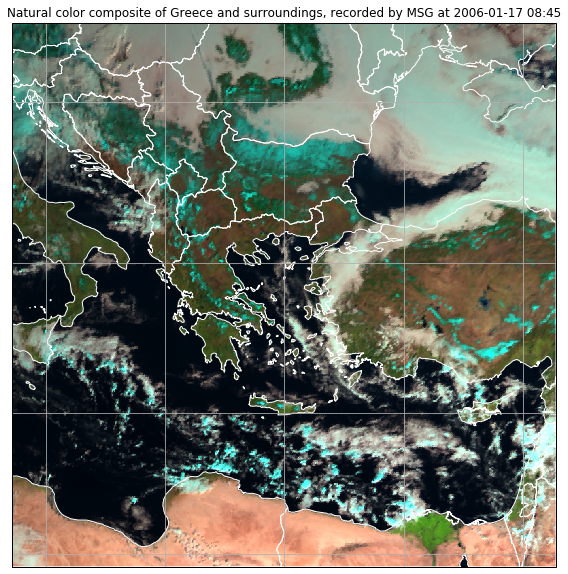 Natural color composite of Greece and surroundings, recorded by MSG at 2006-01-17 08:45